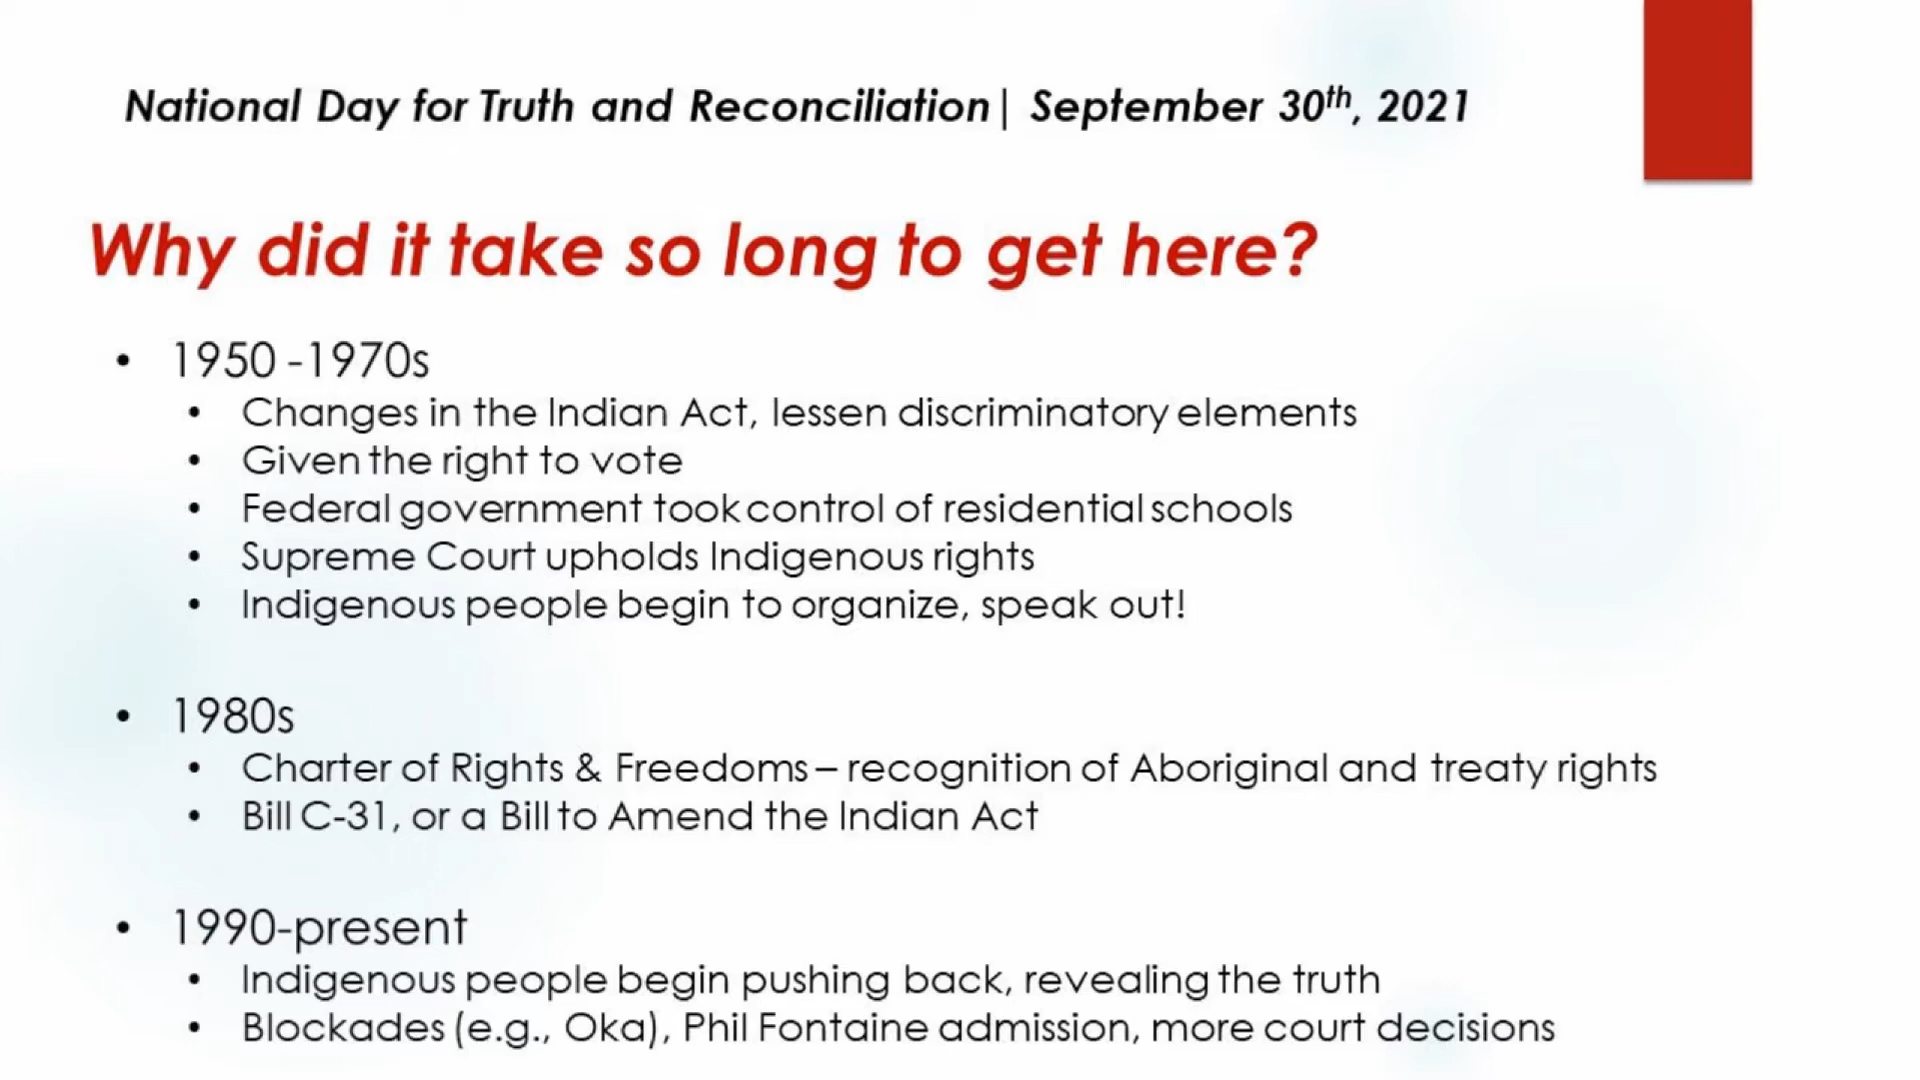 National Day for Truth and Reconciliation| September 30th, 2021
Why did it take so long to get here?
• 1950 -1970s
• Changes in the Indian Act, lessen discriminatory elements
• Given the right to vote
• Federal government took control of residential schools
• Supreme Court upholds Indigenous rights
• Indigenous people begin to organize, speak out!
• 1980s
• Charter of Rights & Freedoms – recognition of Aboriginal and treaty rights
• Bill C-31, or a Bill to Amend the Indian Act
• 1990-present
• Indigenous people begin pushing back, revealing the truth
• Blockades (e.g., Oka), Phil Fontaine admission, more court decisions